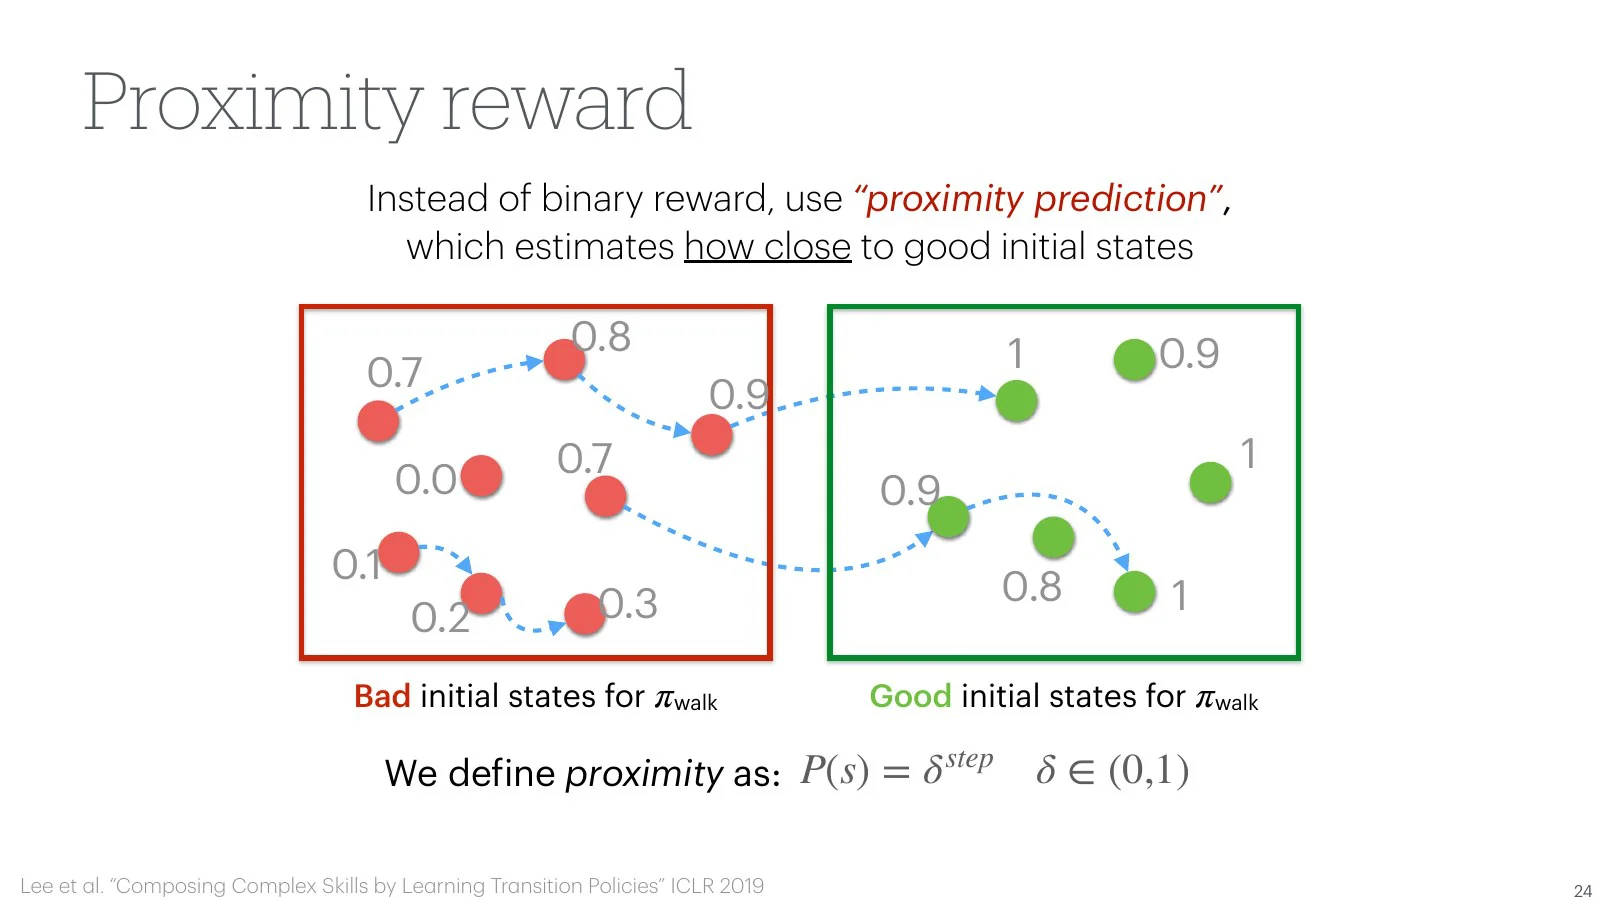 Proximity reward
Instead of binary reward, use “proximity prediction”,
which estimates how close to good initial states
0.7
0.8
0.9
0.0
0.7
0.1
0.2
0.3
1
0.9
1
0.9
0.8
1
Bad initial states for πwalk
Good initial states for πwalk
We define proximity as: P(s) = δ^step δ ∈ (0,1)
Lee et al. “Composing Complex Skills by Learning Transition Policies” ICLR 2019
24